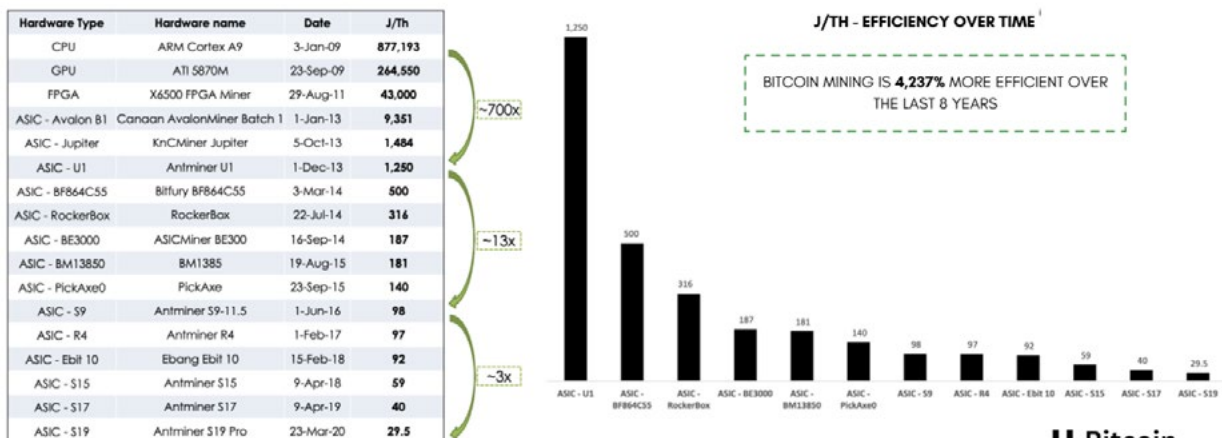 Hardware Type Hardware name Date J/Th
CPU ARM Cortex A9 3-Jan-09 877,193
GPU ATI 5870M 23-Sep-09 264,550
FPGA X6500 FPGA Miner 29-Aug-11 43,000
ASIC - Avalon B1 Canaan AvalonMiner Batch 1 1-Jan-13 9,351
ASIC - Jupiter KnCMiner Jupiter 5-Oct-13 1,484
ASIC - U1 Antminer U1 1-Dec-13 1,250
ASIC - BF864C55 Bitfury BF864C55 3-Mar-14 500
ASIC - RockerBox RockerBox 22-Jul-14 316
ASIC - BE3000 ASICMiner BE300 16-Sep-14 187
ASIC - BM13850 BM1385 19-Aug-15 181
ASIC - PickAxe0 PickAxe 23-Sep-15 140
ASIC - S9 Antminer S9-11.5 1-Jun-16 98
ASIC - R4 Antminer R4 1-Feb-17 97
ASIC - Ebit 10 Ebang Ebit 10 15-Feb-18 92
ASIC - S15 Antminer S15 9-Apr-18 59
ASIC - S17 Antminer S17 9-Apr-19 40
ASIC - S19 Antminer S19 Pro 23-Mar-20 29.5
~700x
~13x
~3x
J/TH - EFFICIENCY OVER TIME
BITCOIN MINING IS 4,237% MORE EFFICIENT OVER
THE LAST 8 YEARS
1,250
500
316
187
181
140
98
97
92
59
40
29.5
ASIC - U1
ASIC -
BF864C55
ASIC -
RockerBox
ASIC - BE3000
ASIC -
BM13850
ASIC -
PickAxe0
ASIC - S9
ASIC - R4
ASIC - Ebit 10
ASIC - S15
ASIC - S17
ASIC - S19
Bitcoin